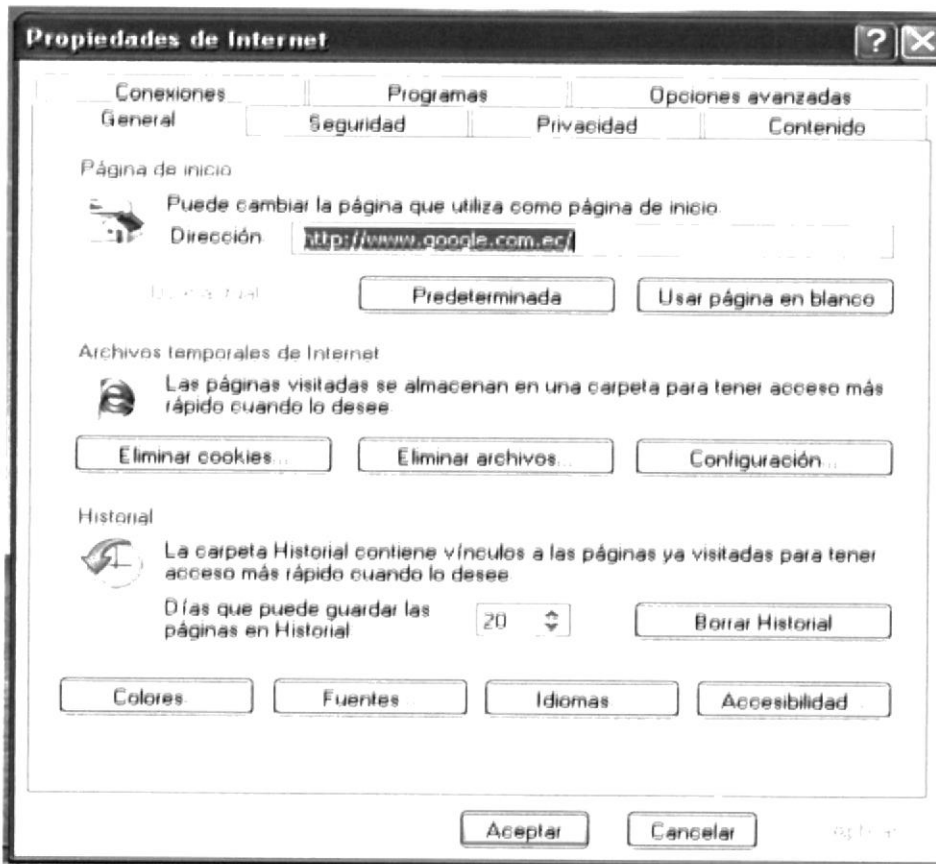 Propiedades de Internet
Conexiones Programas Opciones avanzadas
General Seguridad Privacidad Contenido
Página de inicio
Puede cambiar la página que utiliza como página de inicio.
Dirección http://www.google.com.ec/
Predeterminada Usar página en blanco
Archivos temporales de Internet
Las páginas visitadas se almacenan en una carpeta para tener acceso más
rápido cuando lo desee
Eliminar cookies... Eliminar archivos... Configuración...
Historial
La carpeta Historial contiene vínculos a las páginas ya visitadas para tener
acceso más rápido cuando lo desee
Días que puede guardar las
páginas en Historial 20 Borrar Historial
Colores Fuentes Idiomas Accesibilidad
Aceptar Cancelar